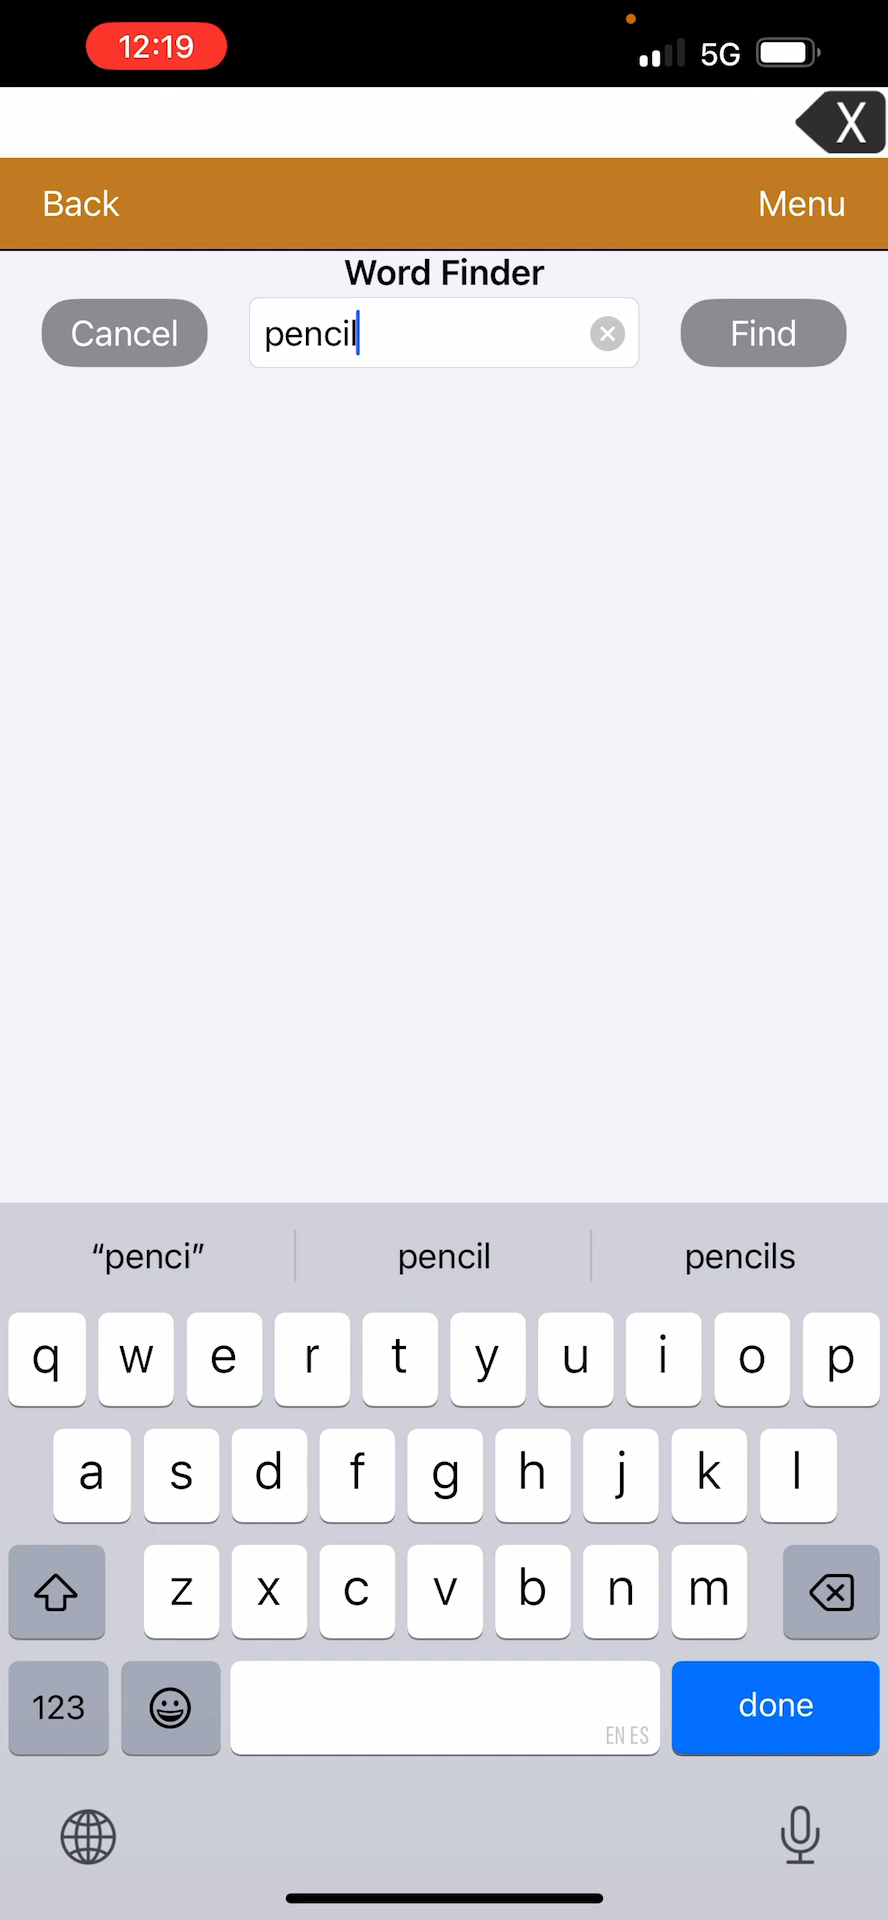 12:19
5G
X
Back
Menu
Word Finder
Cancel
pencil
Find
“penci”
pencil
pencils
q w e r t y u i o p
a s d f g h j k l
z x c v b n m
123
EN ES
done